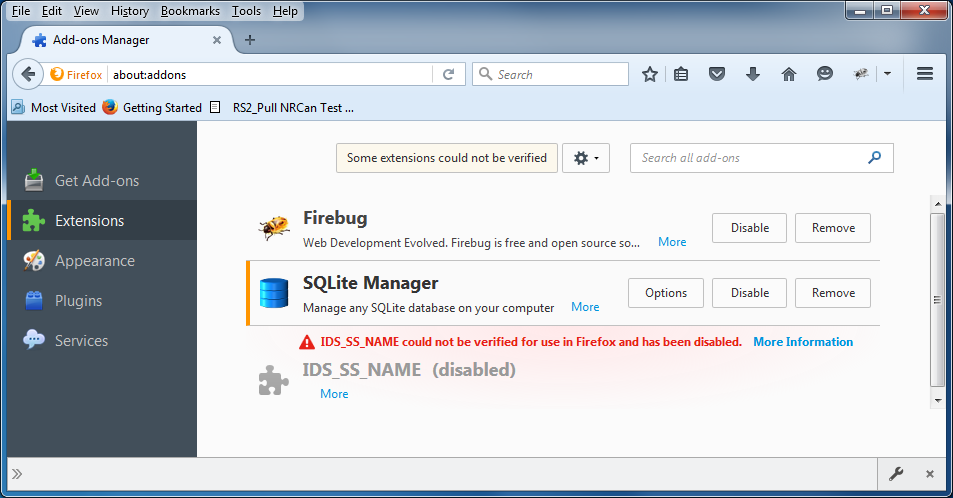 File Edit View History Bookmarks Tools Help
Add-ons Manager
Firefox about:addons Search
Most Visited Getting Started RS2_Pull NRCan Test ...
Some extensions could not be verified Search all add-ons
Get Add-ons
Extensions
Appearance
Plugins
Services
Firebug
Web Development Evolved. Firebug is free and open source so... More Disable Remove
SQLite Manager
Manage any SQLite database on your computer More Options Disable Remove
IDS_SS_NAME could not be verified for use in Firefox and has been disabled. More Information
IDS_SS_NAME (disabled)
More